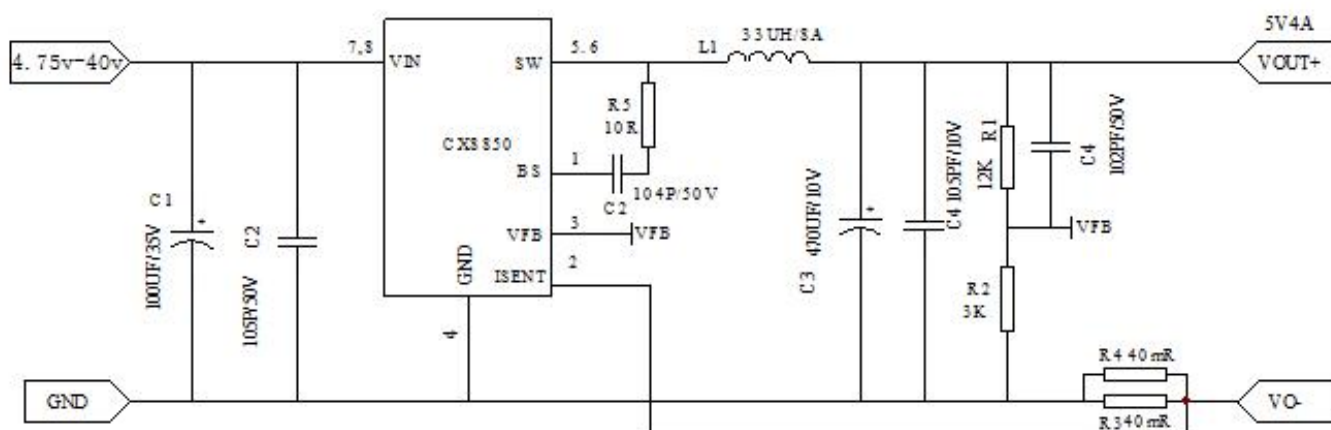 4.75v-40v
7,8
VIN
SW
5.6
L1
33UH/8A
5V4A
VOUT+
R5
10R
CX8850
BS
1
104P/50V
C2
C1
100UF/35V
C2
105P/50V
VFB
3
VFB
ISENT
2
GND
4
C3
470UF/10V
C4
105PF/10V
R1
12K
C4
102PF/50V
VFB
R2
3K
R4 40mR
R340mR
GND
VO-